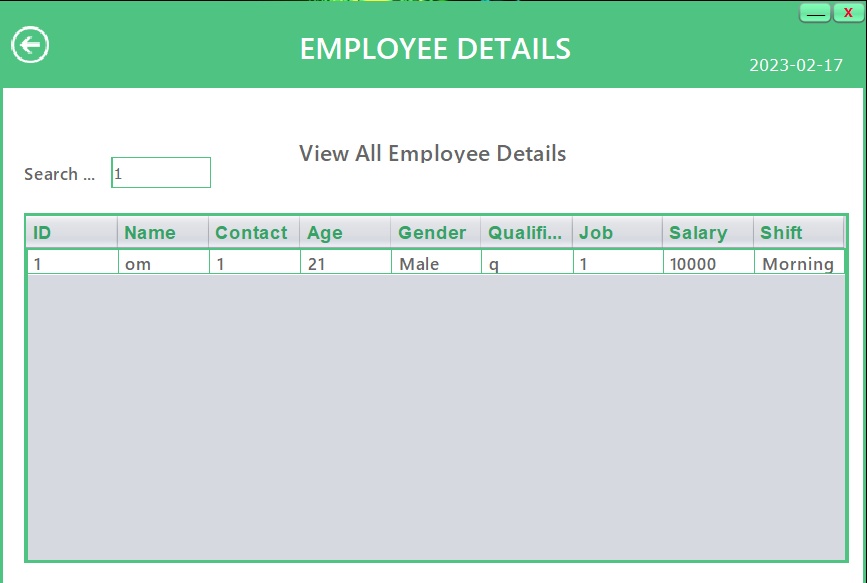 X
EMPLOYEE DETAILS
2023-02-17
View All Employee Details
Search ... 1
ID Name Contact Age Gender Qualifi... Job Salary Shift
1 om 1 21 Male q 1 10000 Morning